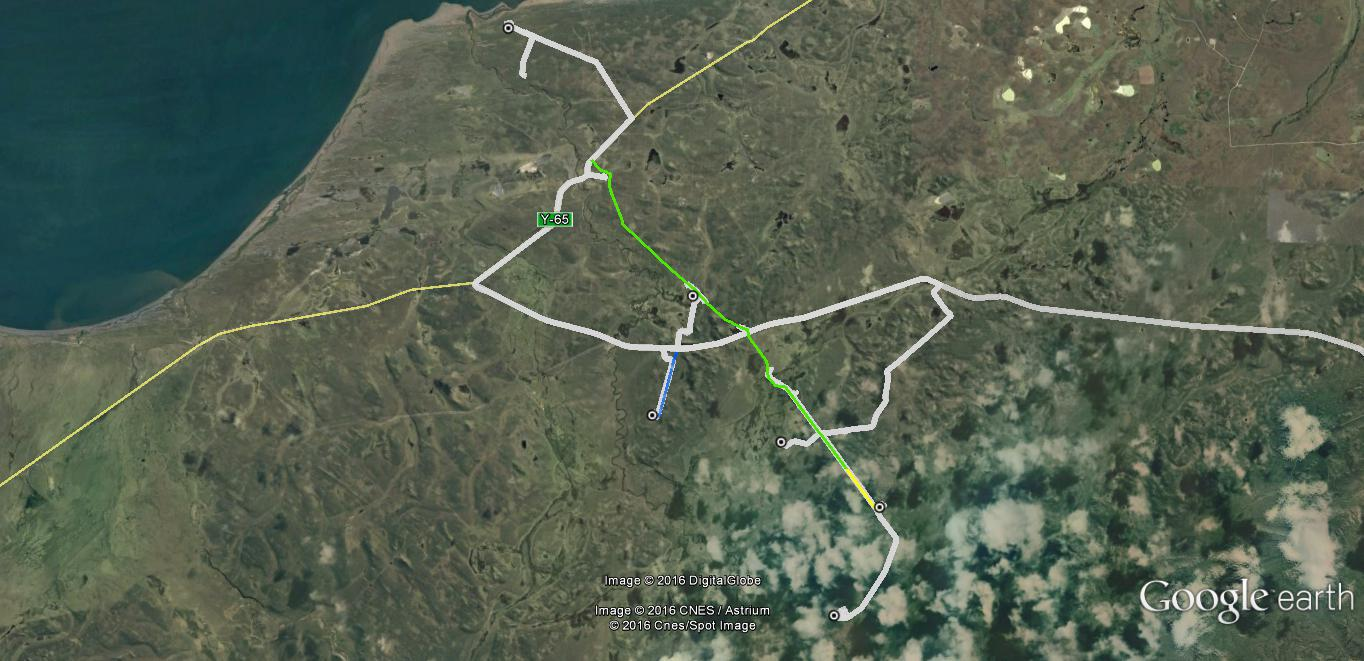 Y-65
Image © 2016 DigitalGlobe
Image © 2016 CNES / Astrium
© 2016 Cnes/Spot Image
Google earth